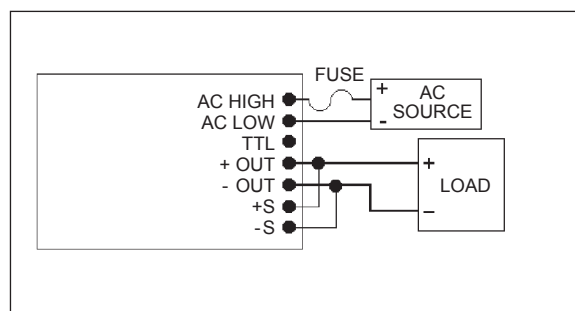 FUSE
AC HIGH
AC LOW
TTL
+ OUT
- OUT
+S
-S
+ AC
- SOURCE
+
LOAD
–